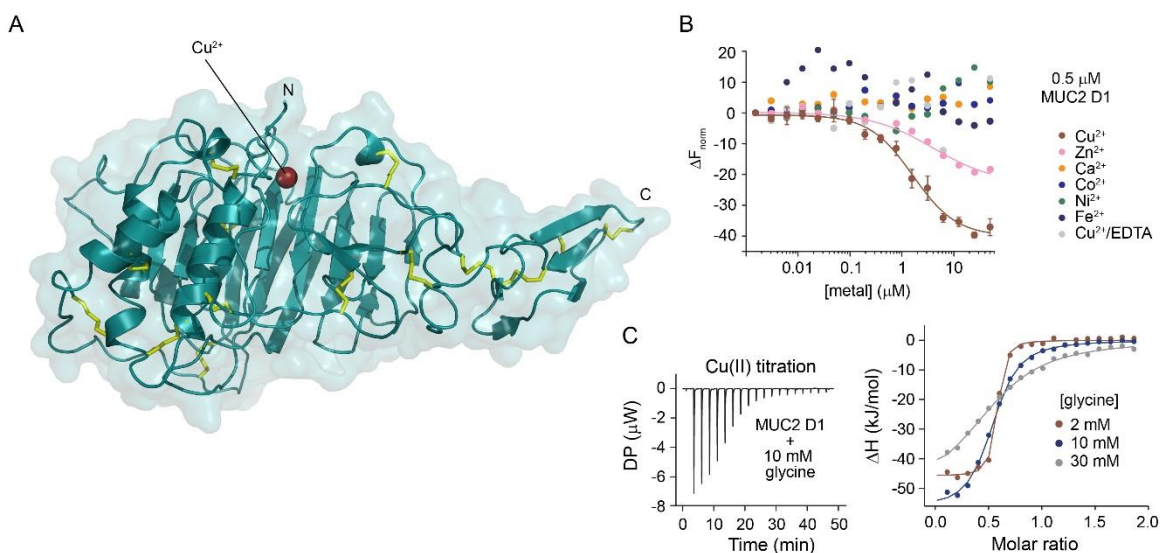 A
Cu²⁺
N
C
B
20
10
0
-10
-20
-30
-40
ΔFnorm
0.01
0.1
1
10
[metal] (μM)
0.5 μM
MUC2 D1
Cu²⁺
Zn²⁺
Ca²⁺
Co²⁺
Ni²⁺
Fe²⁺
Cu²⁺/EDTA
C
Cu(II) titration
0
-2
-4
-6
-8
DP (μW)
MUC2 D1
+
10 mM
glycine
0 10 20 30 40 50
Time (min)
0
-10
-20
-30
-40
-50
ΔH (kJ/mol)
[glycine]
2 mM
10 mM
30 mM
0.0 0.5 1.0 1.5 2.0
Molar ratio